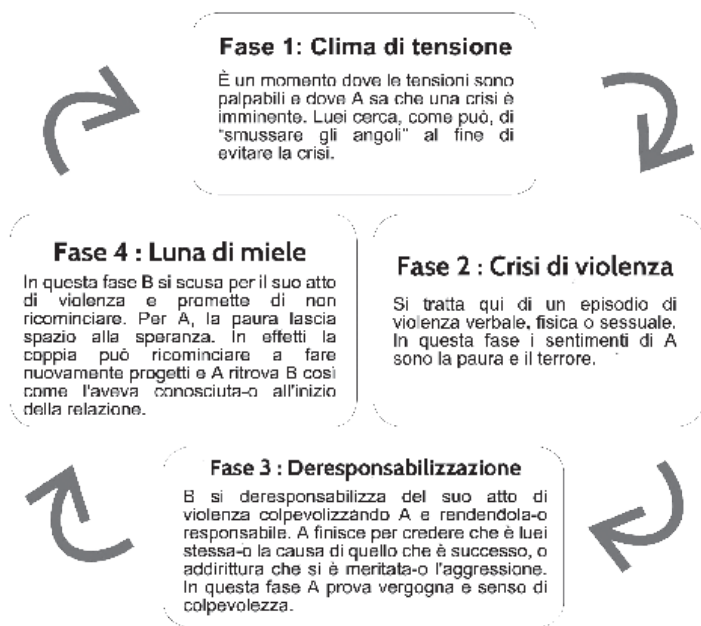 Fase 1: Clima di tensione
È un momento dove le tensioni sono
palpabili e dove A sa che una crisi è
imminente. Luei cerca, come può, di
"smussare gli angoli" al fine di
evitare la crisi.
Fase 2 : Crisi di violenza
Si tratta qui di un episodio di
violenza verbale, fisica o sessuale.
In questa fase i sentimenti di A
sono la paura e il terrore.
Fase 3 : Deresponsabilizzazione
B si deresponsabilizza del suo atto di
violenza colpevolizzando A e rendendola-o
responsabile. A finisce per credere che è luei
stessa-o la causa di quello che è successo, o
addirittura che si è meritata-o l'aggressione.
In questa fase A prova vergogna e senso di
colpevolezza.
Fase 4 : Luna di miele
In questa fase B si scusa per il suo atto
di violenza e promette di non
ricominciare. Per A, la paura lascia
spazio alla speranza. In effetti la
coppia può ricominciare a fare
nuovamente progetti e A ritrova B così
come l'aveva conosciuta-o all'inizio
della relazione.